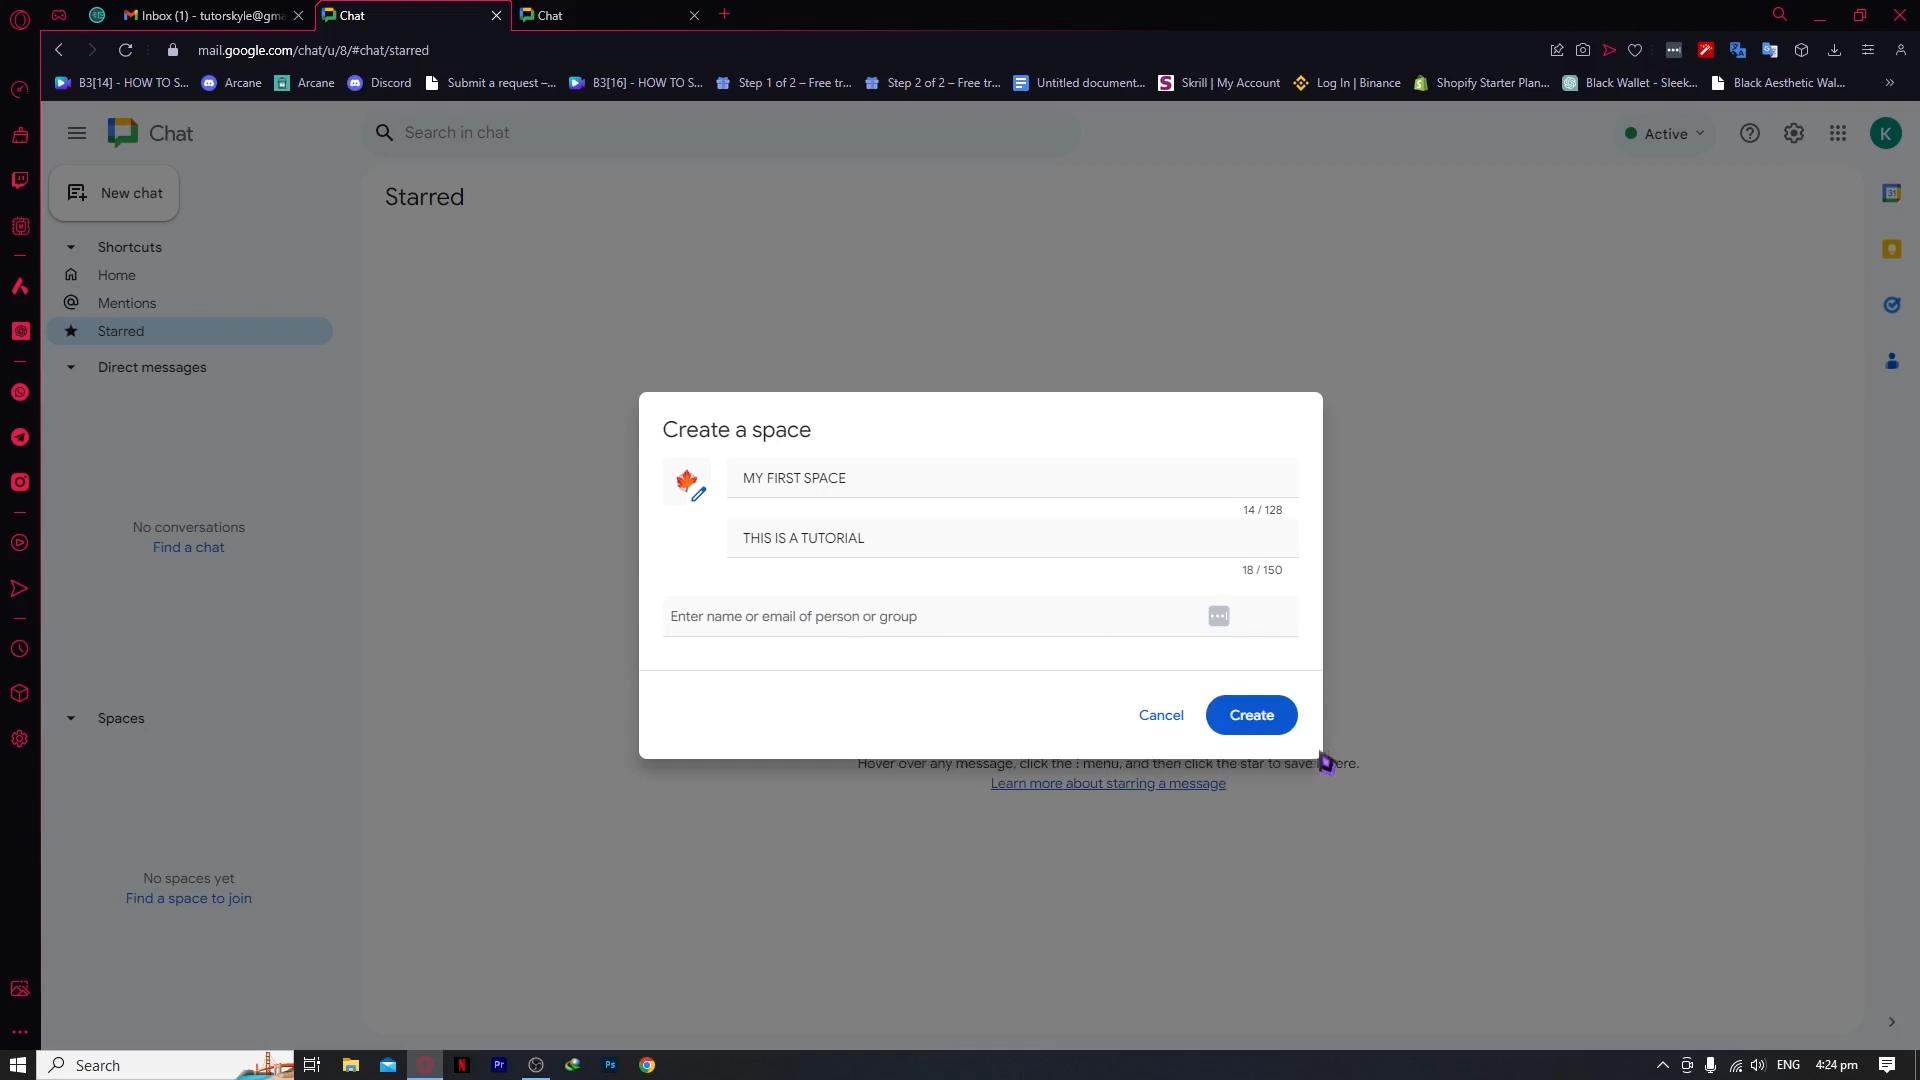 Inbox (1) - tutorskyle@gma
Chat
Chat
mail.google.com/chat/u/8/#chat/starred
B3[14] - HOW TO S...
Arcane
Arcane
Discord
Submit a request –...
B3[16] - HOW TO S...
Step 1 of 2 – Free tr...
Step 2 of 2 – Free tr...
Untitled document...
Skrill | My Account
Log In | Binance
Shopify Starter Plan...
Black Wallet - Sleek...
Black Aesthetic Wal...
Chat
Search in chat
Active
K
New chat
Starred
Shortcuts
Home
Mentions
Starred
Direct messages
No conversations
Find a chat
Spaces
No spaces yet
Find a space to join
Create a space
MY FIRST SPACE
14 / 128
THIS IS A TUTORIAL
18 / 150
Enter name or email of person or group
Cancel
Create
Hover over any message, click the : menu, and then click the star to save ere.
Learn more about starring a message
Search
Pr
Ps
ENG
4:24 pm